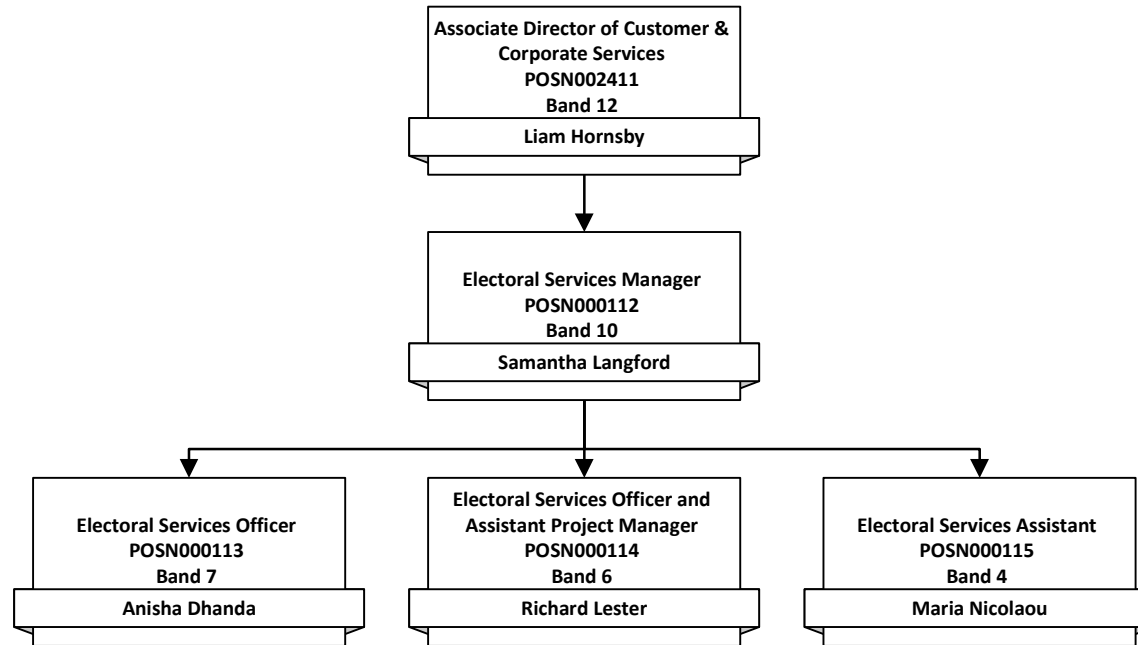 Associate Director of Customer &
Corporate Services
POSN002411
Band 12
Liam Hornsby
Electoral Services Manager
POSN000112
Band 10
Samantha Langford
Electoral Services Officer
POSN000113
Band 7
Anisha Dhanda
Electoral Services Officer and
Assistant Project Manager
POSN000114
Band 6
Richard Lester
Electoral Services Assistant
POSN000115
Band 4
Maria Nicolaou